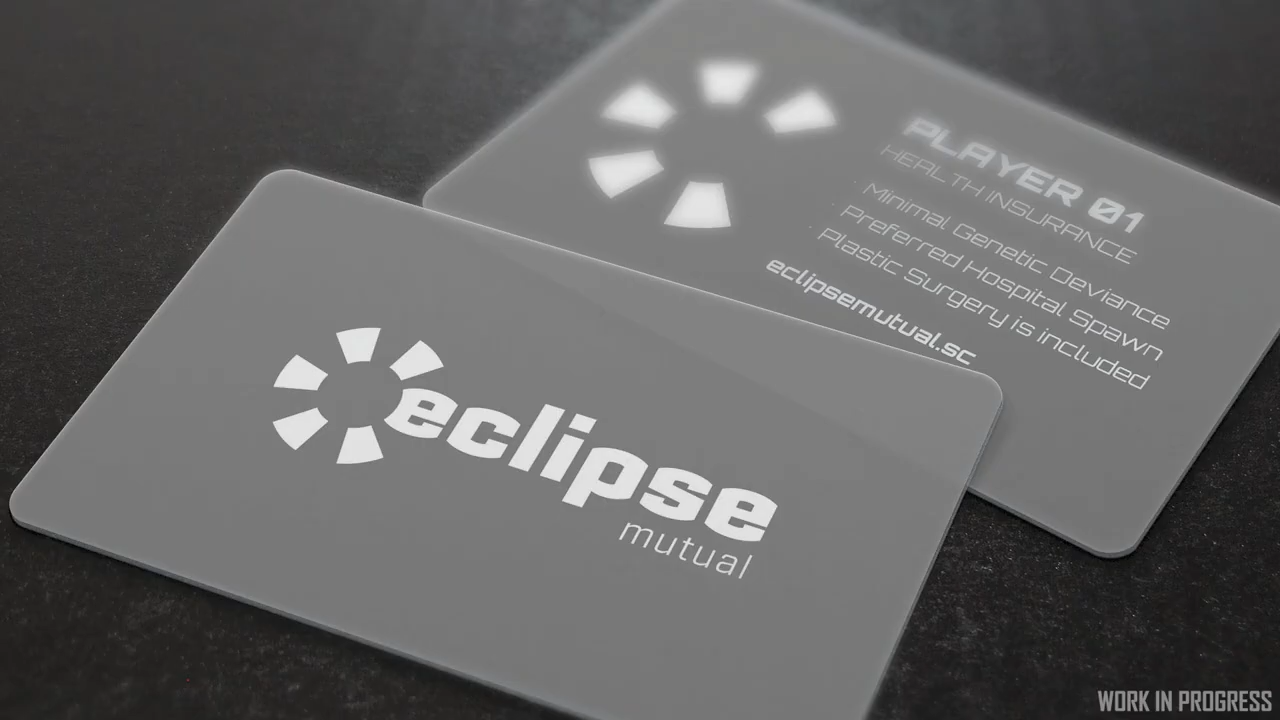 PLAYER 01
HEALTH INSURANCE
Minimal Genetic Deviance
Preferred Hospital Spawn
Plastic Surgery is included
eclipsemutual.sc
eclipse
mutual
WORK IN PROGRESS